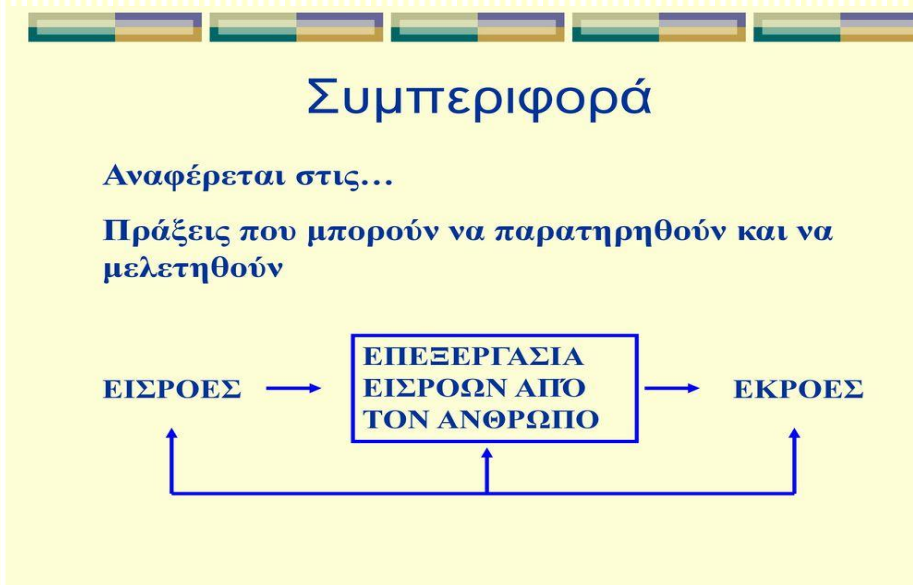 Συμπεριφορά
Αναφέρεται στις…
Πράξεις που μπορούν να παρατηρηθούν και να
μελετηθούν
ΕΙΣΡΟΕΣ
ΕΠΕΞΕΡΓΑΣΙΑ
ΕΙΣΡΟΩΝ ΑΠΌ
ΤΟΝ ΑΝΘΡΩΠΟ
ΕΚΡΟΕΣ